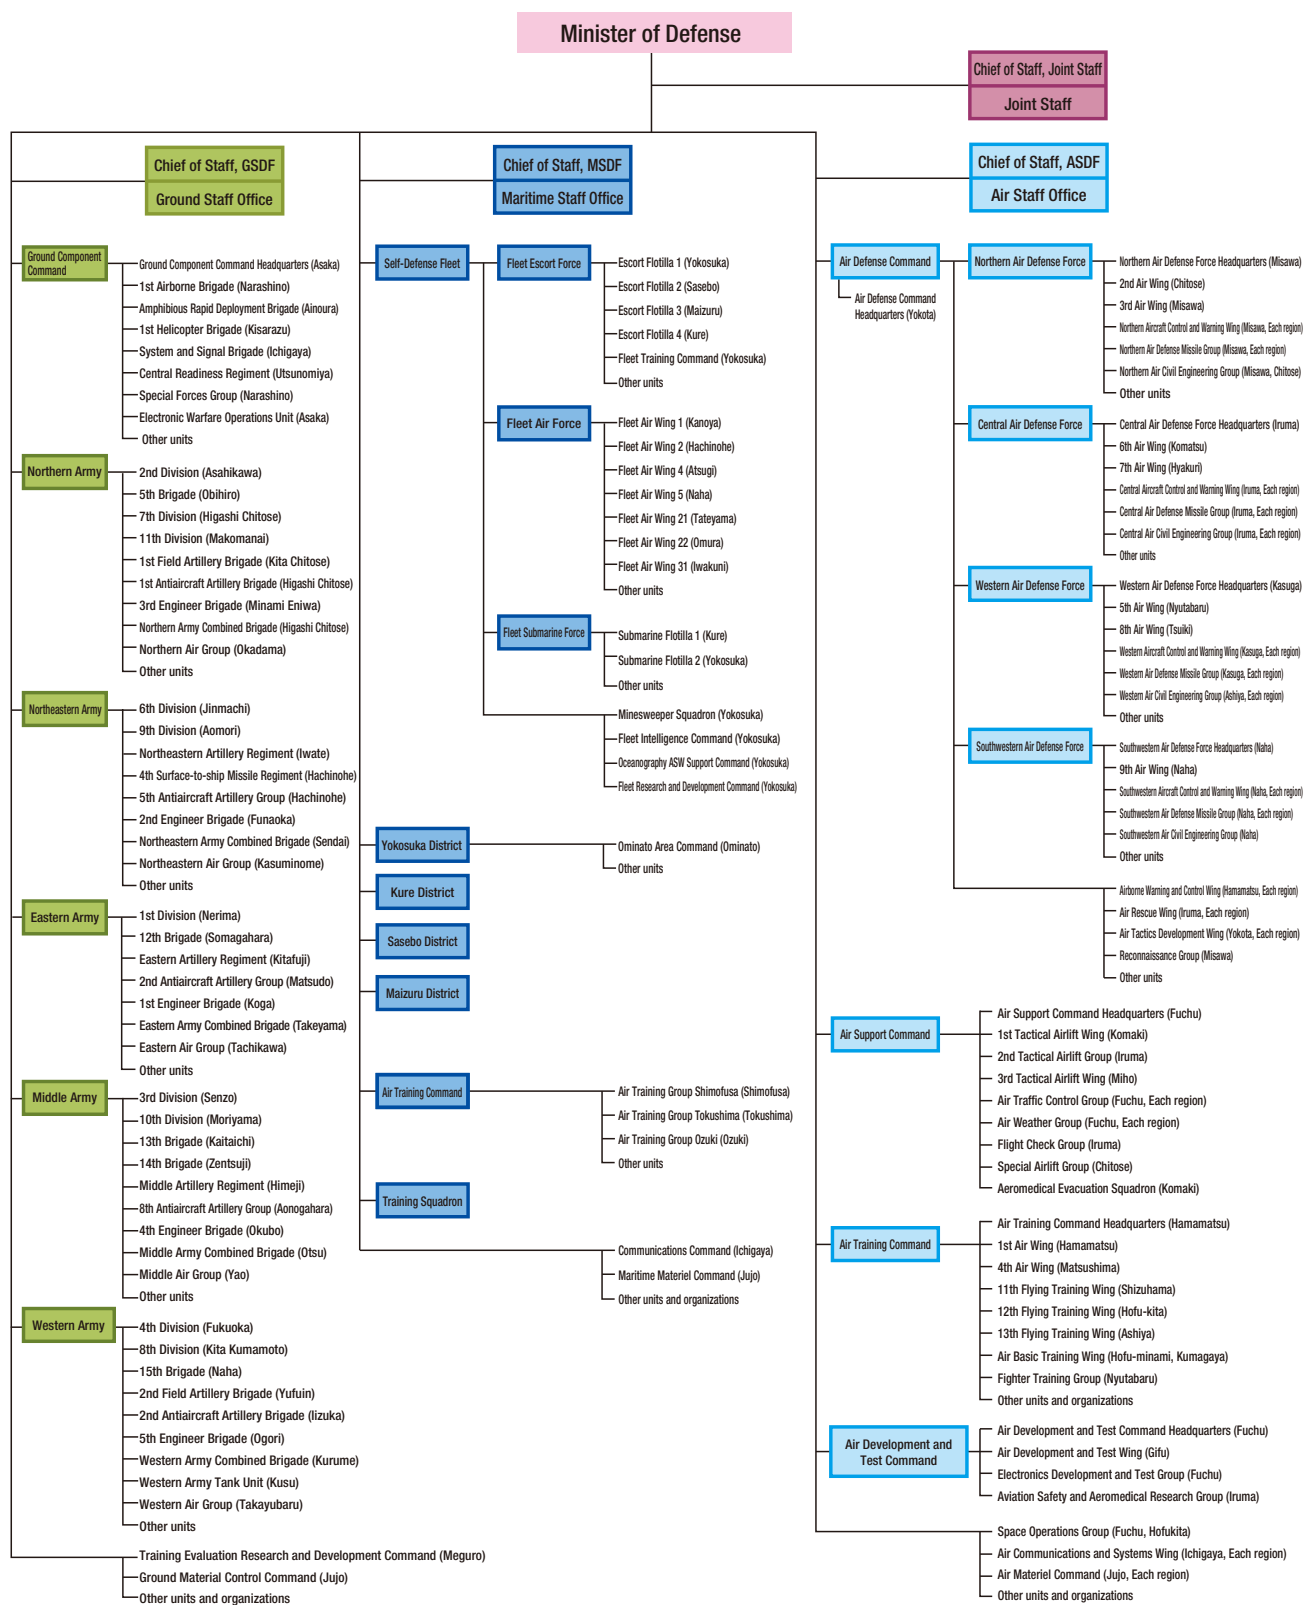 Minister of Defense
Chief of Staff, Joint Staff
Joint Staff
Chief of Staff, GSDF
Ground Staff Office
Ground Component
Command
Ground Component Command Headquarters (Asaka)
1st Airborne Brigade (Narashino)
Amphibious Rapid Deployment Brigade (Ainoura)
1st Helicopter Brigade (Kisarazu)
System and Signal Brigade (Ichigaya)
Central Readiness Regiment (Utsunomiya)
Special Forces Group (Narashino)
Electronic Warfare Operations Unit (Asaka)
Other units
Northern Army
2nd Division (Asahikawa)
5th Brigade (Obihiro)
7th Division (Higashi Chitose)
11th Division (Makomanai)
1st Field Artillery Brigade (Kita Chitose)
1st Antiaircraft Artillery Brigade (Higashi Chitose)
3rd Engineer Brigade (Minami Eniwa)
Northern Army Combined Brigade (Higashi Chitose)
Northern Air Group (Okadama)
Other units
Northeastern Army
6th Division (Jinmachi)
9th Division (Aomori)
Northeastern Artillery Regiment (Iwate)
4th Surface-to-ship Missile Regiment (Hachinohe)
5th Antiaircraft Artillery Group (Hachinohe)
2nd Engineer Brigade (Funaoka)
Northeastern Army Combined Brigade (Sendai)
Northeastern Air Group (Kasuminome)
Other units
Eastern Army
1st Division (Nerima)
12th Brigade (Somagahara)
Eastern Artillery Regiment (Kitafuji)
2nd Antiaircraft Artillery Group (Matsudo)
1st Engineer Brigade (Koga)
Eastern Army Combined Brigade (Takeyama)
Eastern Air Group (Tachikawa)
Other units
Middle Army
3rd Division (Senzo)
10th Division (Moriyama)
13th Brigade (Kaitaichi)
14th Brigade (Zentsuji)
Middle Artillery Regiment (Himeji)
8th Antiaircraft Artillery Group (Aonogahara)
4th Engineer Brigade (Okubo)
Middle Army Combined Brigade (Otsu)
Middle Air Group (Yao)
Other units
Western Army
4th Division (Fukuoka)
8th Division (Kita Kumamoto)
15th Brigade (Naha)
2nd Field Artillery Brigade (Yufuin)
2nd Antiaircraft Artillery Brigade (Iizuka)
5th Engineer Brigade (Ogori)
Western Army Combined Brigade (Kurume)
Western Army Tank Unit (Kusu)
Western Air Group (Takayubaru)
Other units
Training Evaluation Research and Development Command (Meguro)
Ground Material Control Command (Jujo)
Other units and organizations
Chief of Staff, MSDF
Maritime Staff Office
Self-Defense Fleet
Fleet Escort Force
Escort Flotilla 1 (Yokosuka)
Escort Flotilla 2 (Sasebo)
Escort Flotilla 3 (Maizuru)
Escort Flotilla 4 (Kure)
Fleet Training Command (Yokosuka)
Other units
Fleet Air Force
Fleet Air Wing 1 (Kanoya)
Fleet Air Wing 2 (Hachinohe)
Fleet Air Wing 4 (Atsugi)
Fleet Air Wing 5 (Naha)
Fleet Air Wing 21 (Tateyama)
Fleet Air Wing 22 (Omura)
Fleet Air Wing 31 (Iwakuni)
Other units
Fleet Submarine Force
Submarine Flotilla 1 (Kure)
Submarine Flotilla 2 (Yokosuka)
Other units
Minesweeper Squadron (Yokosuka)
Fleet Intelligence Command (Yokosuka)
Oceanography ASW Support Command (Yokosuka)
Fleet Research and Development Command (Yokosuka)
Yokosuka District
Ominato Area Command (Ominato)
Other units
Kure District
Sasebo District
Maizuru District
Air Training Command
Air Training Group Shimofusa (Shimofusa)
Air Training Group Tokushima (Tokushima)
Air Training Group Ozuki (Ozuki)
Other units
Training Squadron
Communications Command (Ichigaya)
Maritime Materiel Command (Jujo)
Other units and organizations
Chief of Staff, ASDF
Air Staff Office
Air Defense Command
Air Defense Command
Headquarters (Yokota)
Northern Air Defense Force
Northern Air Defense Force Headquarters (Misawa)
2nd Air Wing (Chitose)
3rd Air Wing (Misawa)
Northern Aircraft Control and Warning Wing (Misawa, Each region)
Northern Air Defense Missile Group (Misawa, Each region)
Northern Air Civil Engineering Group (Misawa, Chitose)
Other units
Central Air Defense Force
Central Air Defense Force Headquarters (Iruma)
6th Air Wing (Komatsu)
7th Air Wing (Hyakuri)
Central Aircraft Control and Warning Wing (Iruma, Each region)
Central Air Defense Missile Group (Iruma, Each region)
Central Air Civil Engineering Group (Iruma, Each region)
Other units
Western Air Defense Force
Western Air Defense Force Headquarters (Kasuga)
5th Air Wing (Nyutabaru)
8th Air Wing (Tsuiki)
Western Aircraft Control and Warning Wing (Kasuga, Each region)
Western Air Defense Missile Group (Kasuga, Each region)
Western Air Civil Engineering Group (Ashiya, Each region)
Other units
Southwestern Air Defense Force
Southwestern Air Defense Force Headquarters (Naha)
9th Air Wing (Naha)
Southwestern Aircraft Control and Warning Wing (Naha, Each region)
Southwestern Air Defense Missile Group (Naha, Each region)
Southwestern Air Civil Engineering Group (Naha)
Other units
Airborne Warning and Control Wing (Hamamatsu, Each region)
Air Rescue Wing (Iruma, Each region)
Air Tactics Development Wing (Yokota, Each region)
Reconnaissance Group (Misawa)
Other units
Air Support Command
Air Support Command Headquarters (Fuchu)
1st Tactical Airlift Wing (Komaki)
2nd Tactical Airlift Group (Iruma)
3rd Tactical Airlift Wing (Miho)
Air Traffic Control Group (Fuchu, Each region)
Air Weather Group (Fuchu, Each region)
Flight Check Group (Iruma)
Special Airlift Group (Chitose)
Aeromedical Evacuation Squadron (Komaki)
Air Training Command
Air Training Command Headquarters (Hamamatsu)
1st Air Wing (Hamamatsu)
4th Air Wing (Matsushima)
11th Flying Training Wing (Shizuhama)
12th Flying Training Wing (Hofu-kita)
13th Flying Training Wing (Ashiya)
Air Basic Training Wing (Hofu-minami, Kumagaya)
Fighter Training Group (Nyutabaru)
Other units and organizations
Air Development and
Test Command
Air Development and Test Command Headquarters (Fuchu)
Air Development and Test Wing (Gifu)
Electronics Development and Test Group (Fuchu)
Aviation Safety and Aeromedical Research Group (Iruma)
Space Operations Group (Fuchu, Hofukita)
Air Communications and Systems Wing (Ichigaya, Each region)
Air Materiel Command (Jujo, Each region)
Other units and organizations